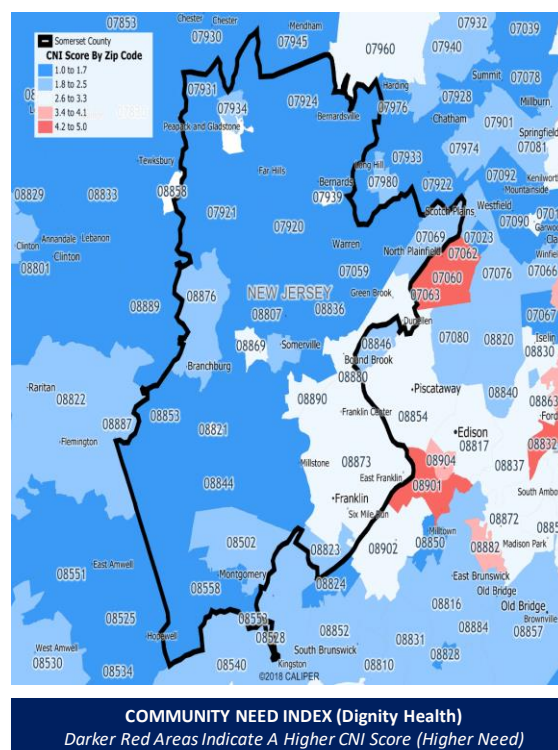 Somerset County
CNI Score By Zip Code
1.0 to 1.7
1.8 to 2.5
2.6 to 3.3
3.4 to 4.1
4.2 to 5.0
07853
Chester
Chester
07930
Mendham
07945
07960
07932
07940
07039
Summit
07078
Harding
07931
07934
07924
07976
07928
Millburn
Chatham
07901
Springfield
Peapack and Gladstone
Bernardsville
07974
07081
Tewksbury
Far Hills
07933
Long Hill
07980
Bernards
07922
07092
Kenilworth
Mountainside
08829
08833
08858
07939
07921
07920
Scotch Plains
Westfield
07090
Garwood
Annandale
Lebanon
Clinton
Clinton
08801
Warren
North Plainfield
07069
07023
07062
07066
07059
07060
07076
08876
NEW JERSEY
Green Brook
07063
07067
08889
08807
08836
Dunellen
Iselin
08869
Somerville
08846
07080
08820
08830
Branchburg
Bound Brook
08880
Raritan
08822
08890
Piscataway
08840
08863
08887
08853
08821
Franklin Center
08854
Edison
08817
08832
Flemington
Millstone
08873
08904
08837
08844
East Franklin
08901
South Amboy
Franklin
Six Mile Run
08872
Milltown
08502
08823
08902
08850
08882
Madison Park
East Amwell
08551
Montgomery
08558
08824
East Brunswick
Old Bridge
08525
08816
Old Bridge
Brownville
08553
08528
08852
08884
08857
West Amwell
Hopewell
08831
08530
08534
08540
Kingston
South Brunswick
08810
08828
©2018 CALIPER
COMMUNITY NEED INDEX (Dignity Health)
Darker Red Areas Indicate A Higher CNI Score (Higher Need)